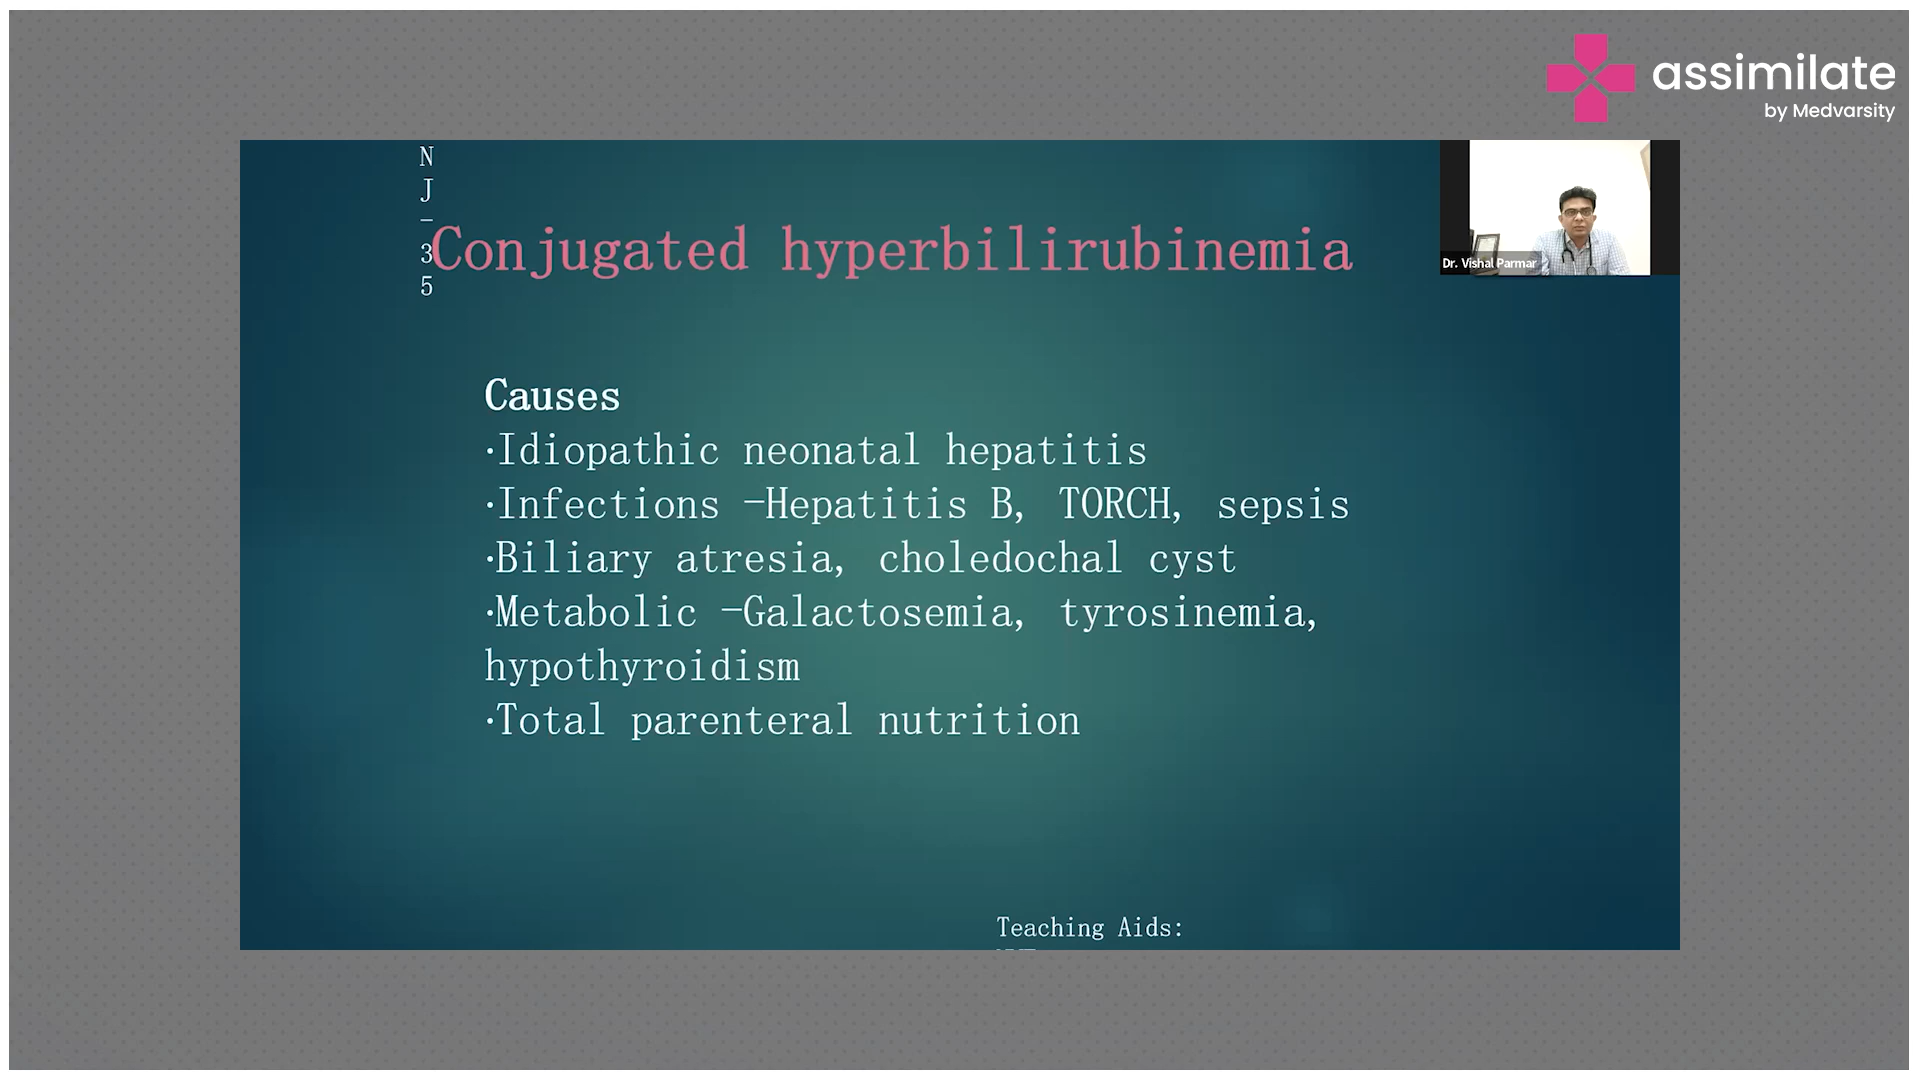 assimilate
by Medvarsity
N
J
-
3
5
Conjugated hyperbilirubinemia
Dr. Vishal Parmar
Causes
·Idiopathic neonatal hepatitis
·Infections -Hepatitis B, TORCH, sepsis
·Biliary atresia, choledochal cyst
·Metabolic -Galactosemia, tyrosinemia,
hypothyroidism
·Total parenteral nutrition
Teaching Aids: